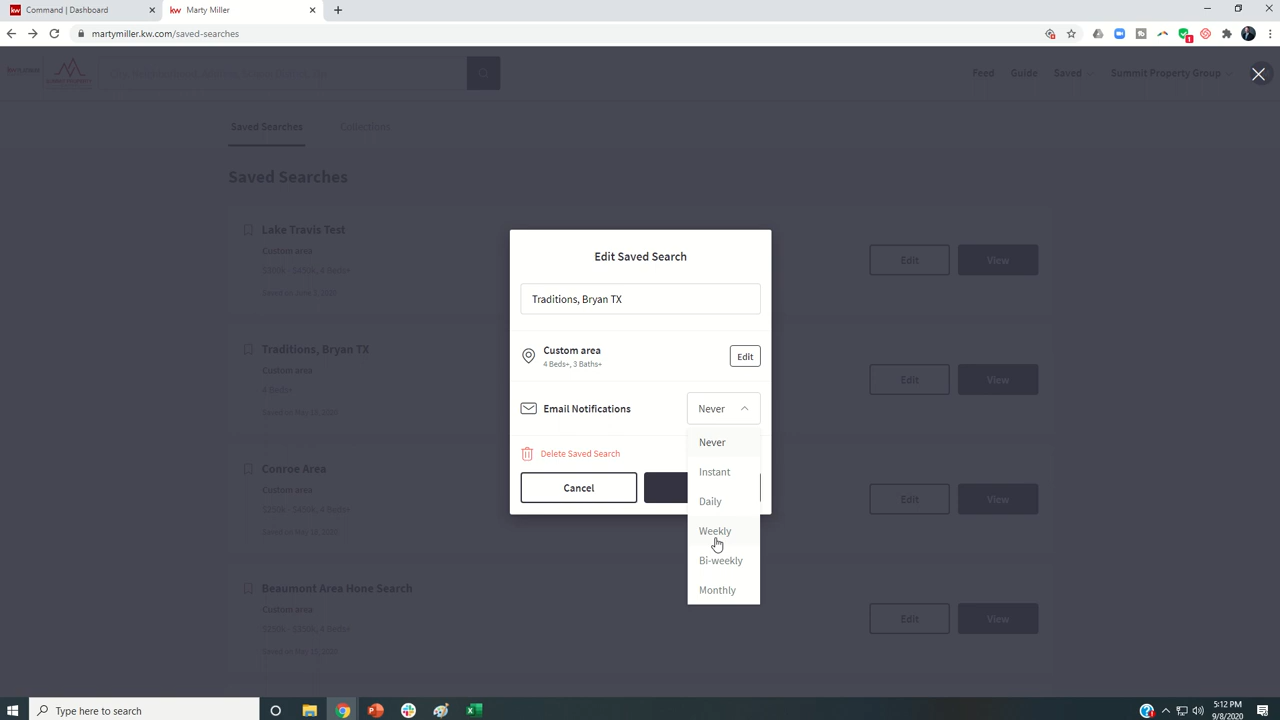 Command | Dashboard
kw Marty Miller
martymiller.kw.com/saved-searches
Feed Guide Saved Summit Property Group
Saved Searches Collections
Saved Searches
Lake Travis Test
Custom area
Edit View
Traditions, Bryan TX
Custom area
4 Beds+
Edit View
Conroe Area
Custom area
Edit View
Beaumont Area Hone Search
Custom area
Edit View
Edit Saved Search
Traditions, Bryan TX
Custom area
4 Beds+, 3 Baths+
Edit
Email Notifications
Never
Never
Instant
Daily
Weekly
Bi-weekly
Monthly
Delete Saved Search
Cancel
Type here to search
5:12 PM
9/8/2020